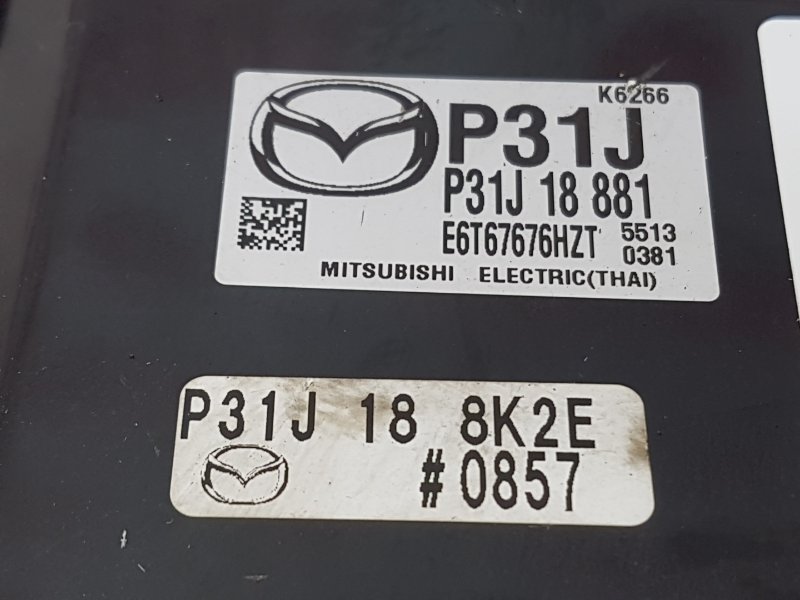 K6266
P31J
P31J 18 881
E6T67676HZT 5513
0381
MITSUBISHI ELECTRIC(THAI)
P31J 18 8K2E
#0857